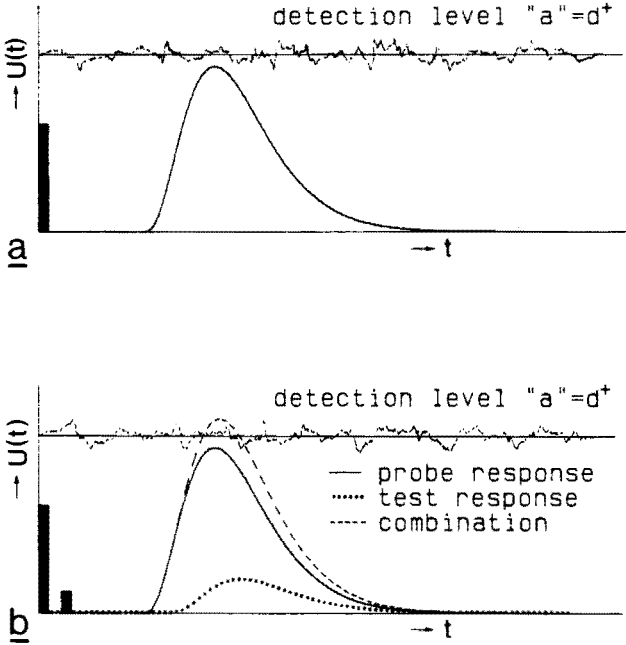 detection level "a"=d⁺
→ U(t)
a
→ t
detection level "a"=d⁺
→ U(t)
probe response
test response
combination
b
→ t